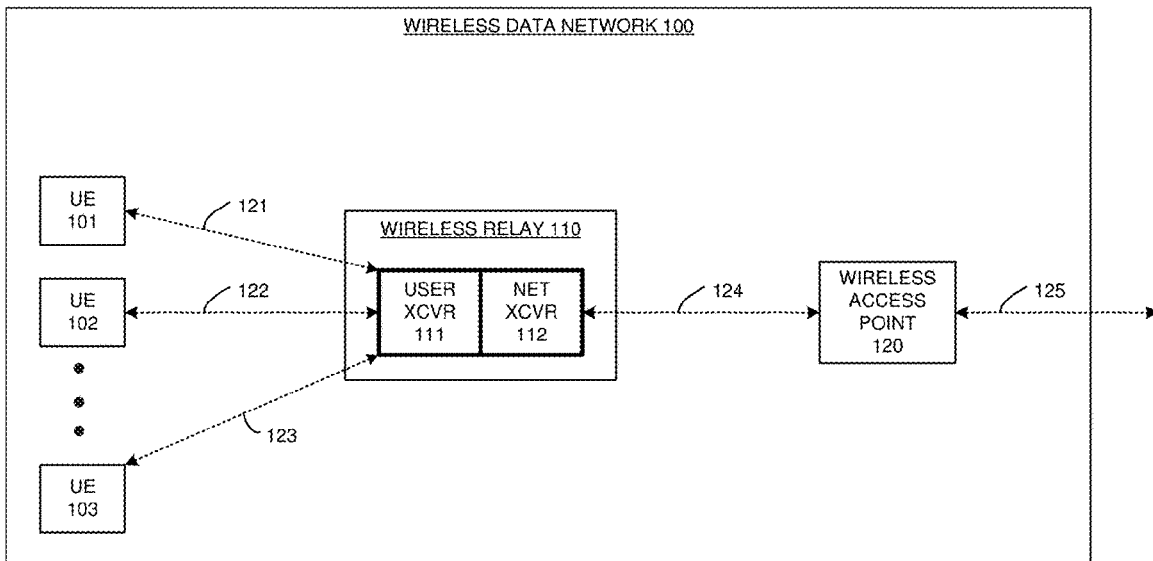 WIRELESS DATA NETWORK 100
UE
101
121
WIRELESS RELAY 110
UE
102
122
USER
XCVR
111
NET
XCVR
112
124
WIRELESS
ACCESS
POINT
120
125
123
UE
103